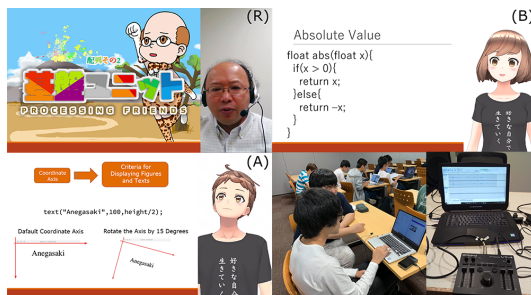 (R)
配列その2
PROCESSING FRIENDS
(B)
Absolute Value
float abs(float x){
if(x > 0){
return x;
}else{
return −x;
}
}
好きな自分で
生きていく
(A)
Coordinate
Axis
Criteria for
Displaying Figures
and Texts
text("Anegasaki",100,height/2);
Dafault Coordinate Axis
Rotate the Axis by 15 Degrees
Anegasaki
Anegasaki
好きな自分で
生きていく